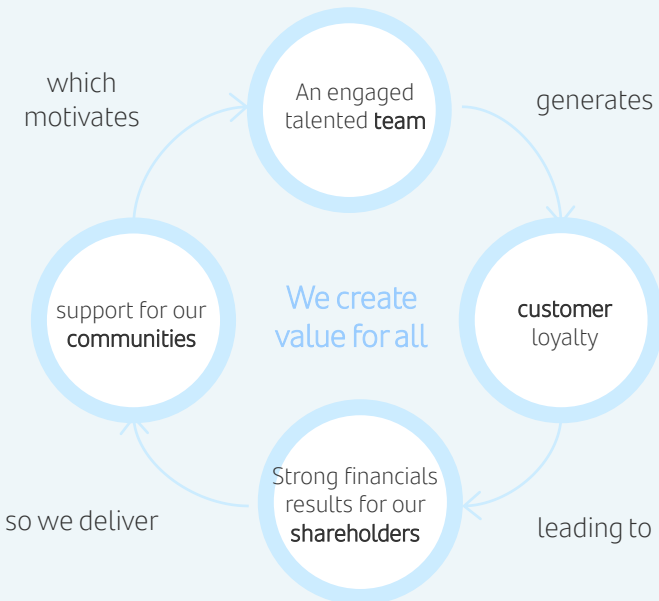 An engaged
talented team
generates
customer
loyalty
leading to
Strong financials
results for our
shareholders
so we deliver
support for our
communities
which
motivates
We create
value for all